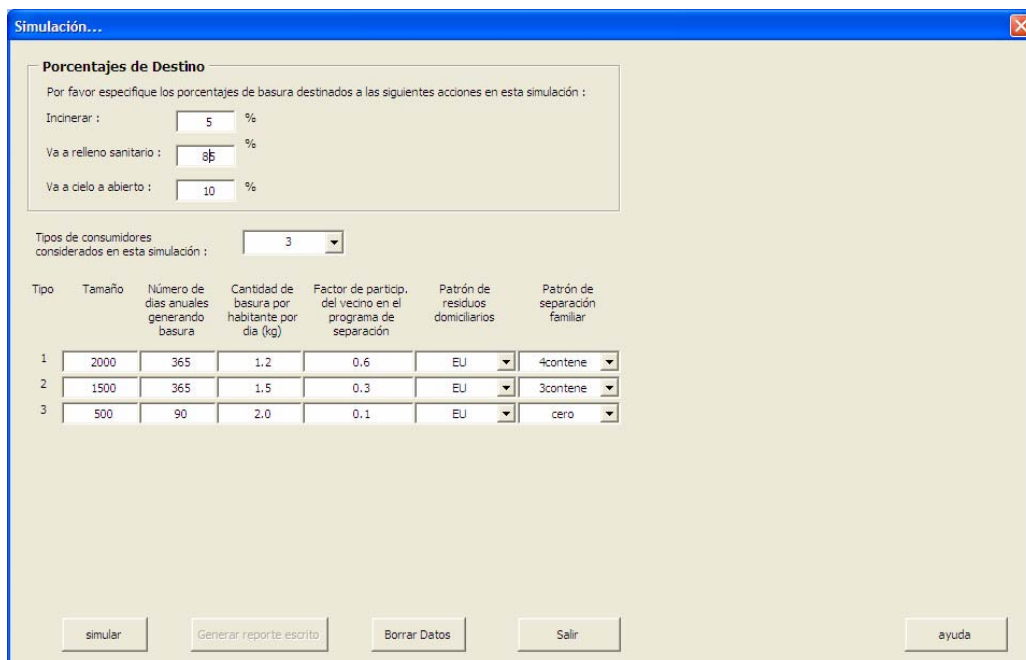 Simulación...
Porcentajes de Destino
Por favor especifique los porcentajes de basura destinados a las siguientes acciones en esta simulación :
Incinerar : 5 %
Va a relleno sanitario : 85 %
Va a cielo a abierto : 10 %
Tipos de consumidores
considerados en esta simulación : 3
Tipo Tamaño Número de Cantidad de Factor de particip. Patrón de Patrón de
dias anuales basura por del vecino en el residuos separación
generando habitante por programa de domiciliarios familiar
basura dia (kg) separación
1 2000 365 1.2 0.6 EU 4contene
2 1500 365 1.5 0.3 EU 3contene
3 500 90 2.0 0.1 EU cero
simular Generar reporte escrito Borrar Datos Salir ayuda